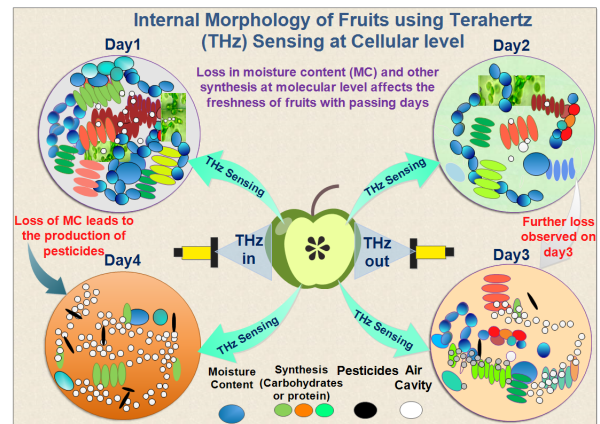 Internal Morphology of Fruits using Terahertz
(THz) Sensing at Cellular level
Day1
Day2
Loss in moisture content (MC) and other
synthesis at molecular level affects the
freshness of fruits with passing days
THz Sensing
THz Sensing
Loss of MC leads to
the production of
pesticides
Further loss
observed on
day3
THz
in
THz
out
Day4
Day3
THz Sensing
THz Sensing
Moisture
Content
Synthesis
(Carbohydrates
or protein)
Pesticides
Air
Cavity